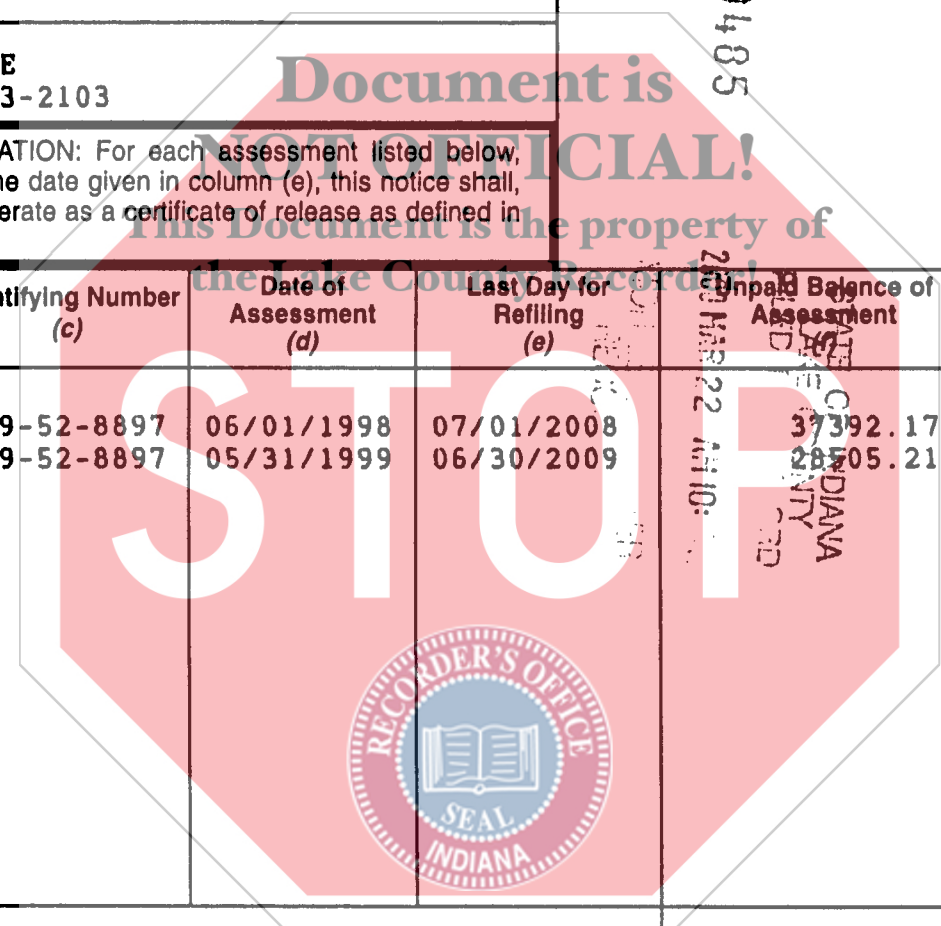 485
E
3-2103
ATION: For each assessment listed below,
he date given in column (e), this notice shall,
erate as a certificate of release as defined in
Document is
NOT OFFICIAL!
This Document is the property of
the Lake County Recorder!
ntifying Number
(c)
Date of
Assessment
(d)
Last Day for
Refiling
(e)
Unpaid Balance of
Assessment
(f)
9-52-8897 06/01/1998 07/01/2008 37392.17
9-52-8897 05/31/1999 06/30/2009 28505.21
STOP
RECORDER'S OFFICE
SEAL
INDIANA